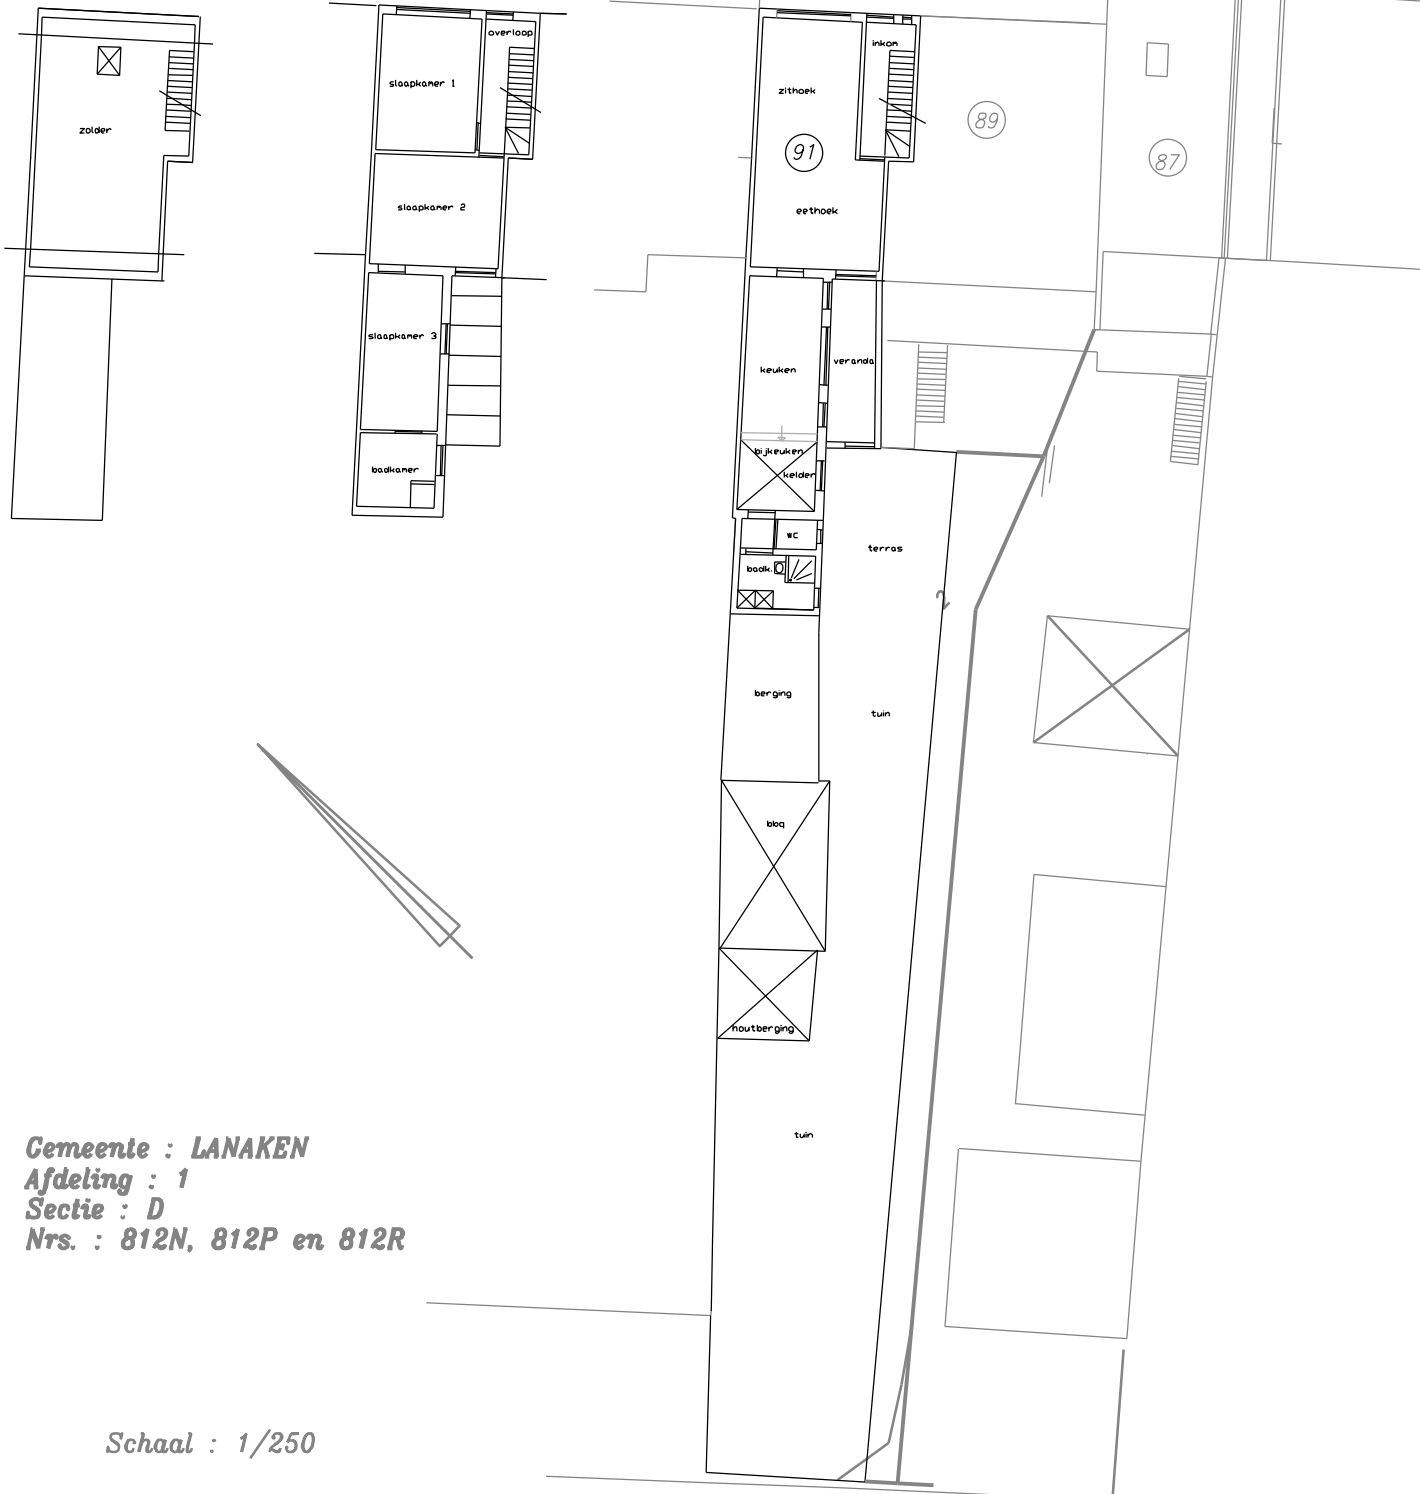 zolder
overloop
slaapkamer 1
slaapkamer 2
slaapkamer 3
badkamer
inkom
zithoek
91
eethoek
89
87
keuken
veranda
bijkeuken
kelder
wc
badk.
terras
2
berging
tuin
bbq
houtberging
tuin
Gemeente : LANAKEN
Afdeling : 1
Sectie : D
Nrs. : 812N, 812P en 812R
Schaal : 1/250